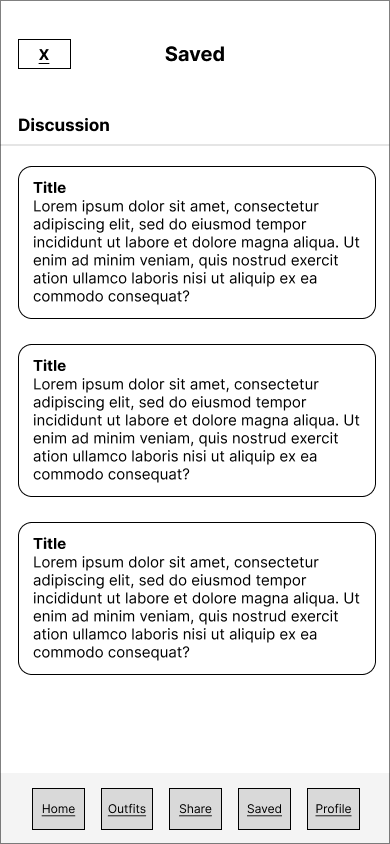 X
Saved
Discussion
Title
Lorem ipsum dolor sit amet, consectetur
adipiscing elit, sed do eiusmod tempor
incididunt ut labore et dolore magna aliqua. Ut
enim ad minim veniam, quis nostrud exercit
ation ullamco laboris nisi ut aliquip ex ea
commodo consequat?
Title
Lorem ipsum dolor sit amet, consectetur
adipiscing elit, sed do eiusmod tempor
incididunt ut labore et dolore magna aliqua. Ut
enim ad minim veniam, quis nostrud exercit
ation ullamco laboris nisi ut aliquip ex ea
commodo consequat?
Title
Lorem ipsum dolor sit amet, consectetur
adipiscing elit, sed do eiusmod tempor
incididunt ut labore et dolore magna aliqua. Ut
enim ad minim veniam, quis nostrud exercit
ation ullamco laboris nisi ut aliquip ex ea
commodo consequat?
Home
Outfits
Share
Saved
Profile